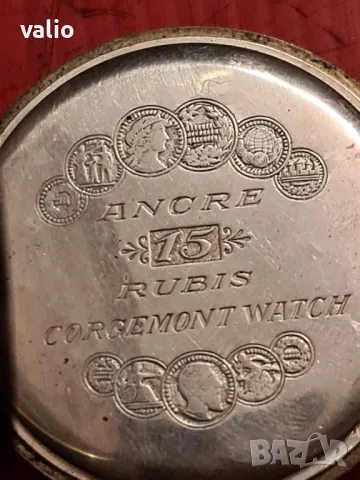 valio
ANCRE
15
RUBIS
CORGEMONT WATCH
BAZAR